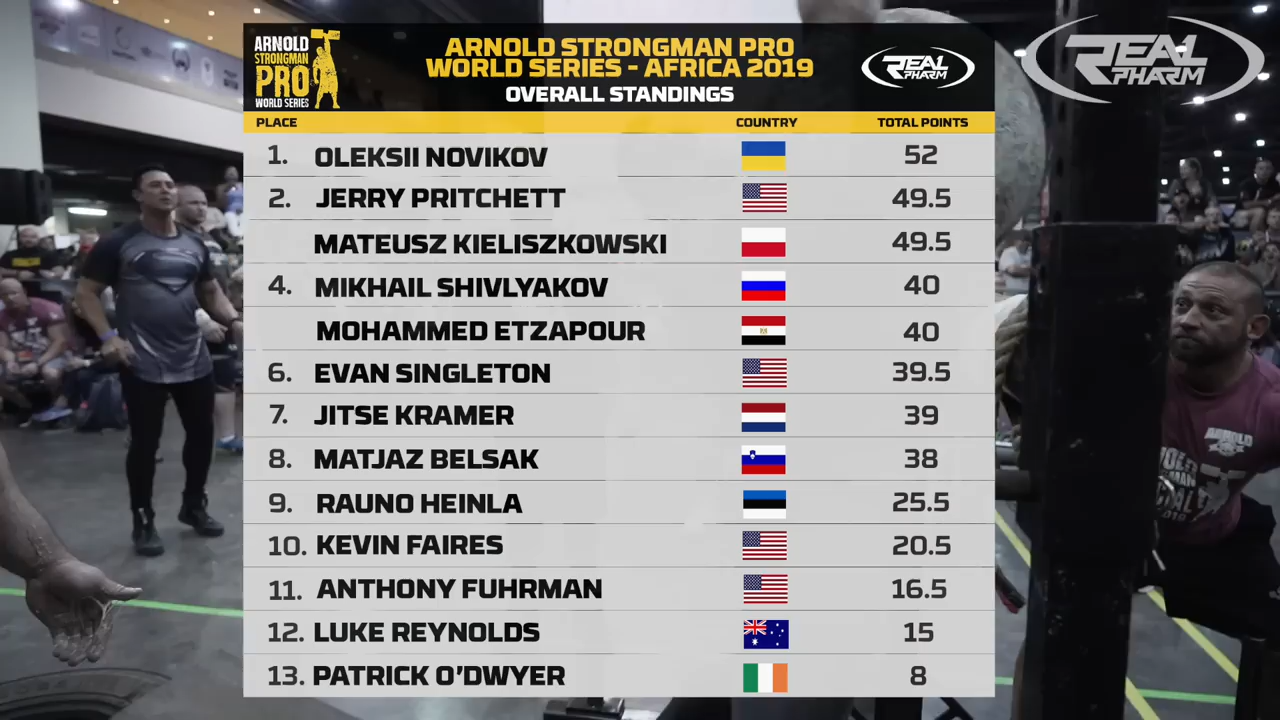 ARNOLD
STRONGMAN
PRO
WORLD SERIES
ARNOLD STRONGMAN PRO
WORLD SERIES - AFRICA 2019
OVERALL STANDINGS
REAL
PHARM
REAL
PHARM
PLACE COUNTRY TOTAL POINTS
1. OLEKSII NOVIKOV 52
2. JERRY PRITCHETT 49.5
MATEUSZ KIELISZKOWSKI 49.5
4. MIKHAIL SHIVLYAKOV 40
MOHAMMED ETZAPOUR 40
6. EVAN SINGLETON 39.5
7. JITSE KRAMER 39
8. MATJAZ BELSAK 38
9. RAUNO HEINLA 25.5
10. KEVIN FAIRES 20.5
11. ANTHONY FUHRMAN 16.5
12. LUKE REYNOLDS 15
13. PATRICK O'DWYER 8
ARNOLD